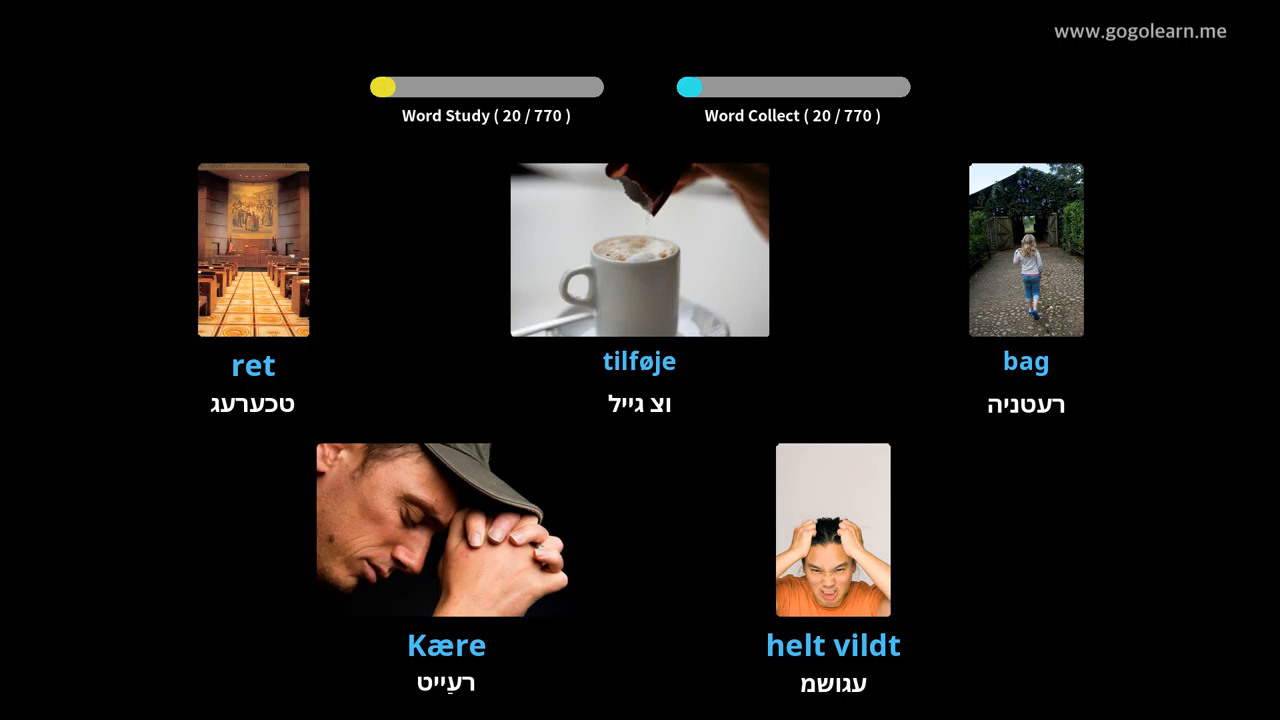 www.gogolearn.me
Word Study ( 20 / 770 )
Word Collect ( 20 / 770 )
ret
טכערעג
tilføje
וצ גייל
bag
רעטניה
Kære
רעַייט
helt vildt
עגושמ